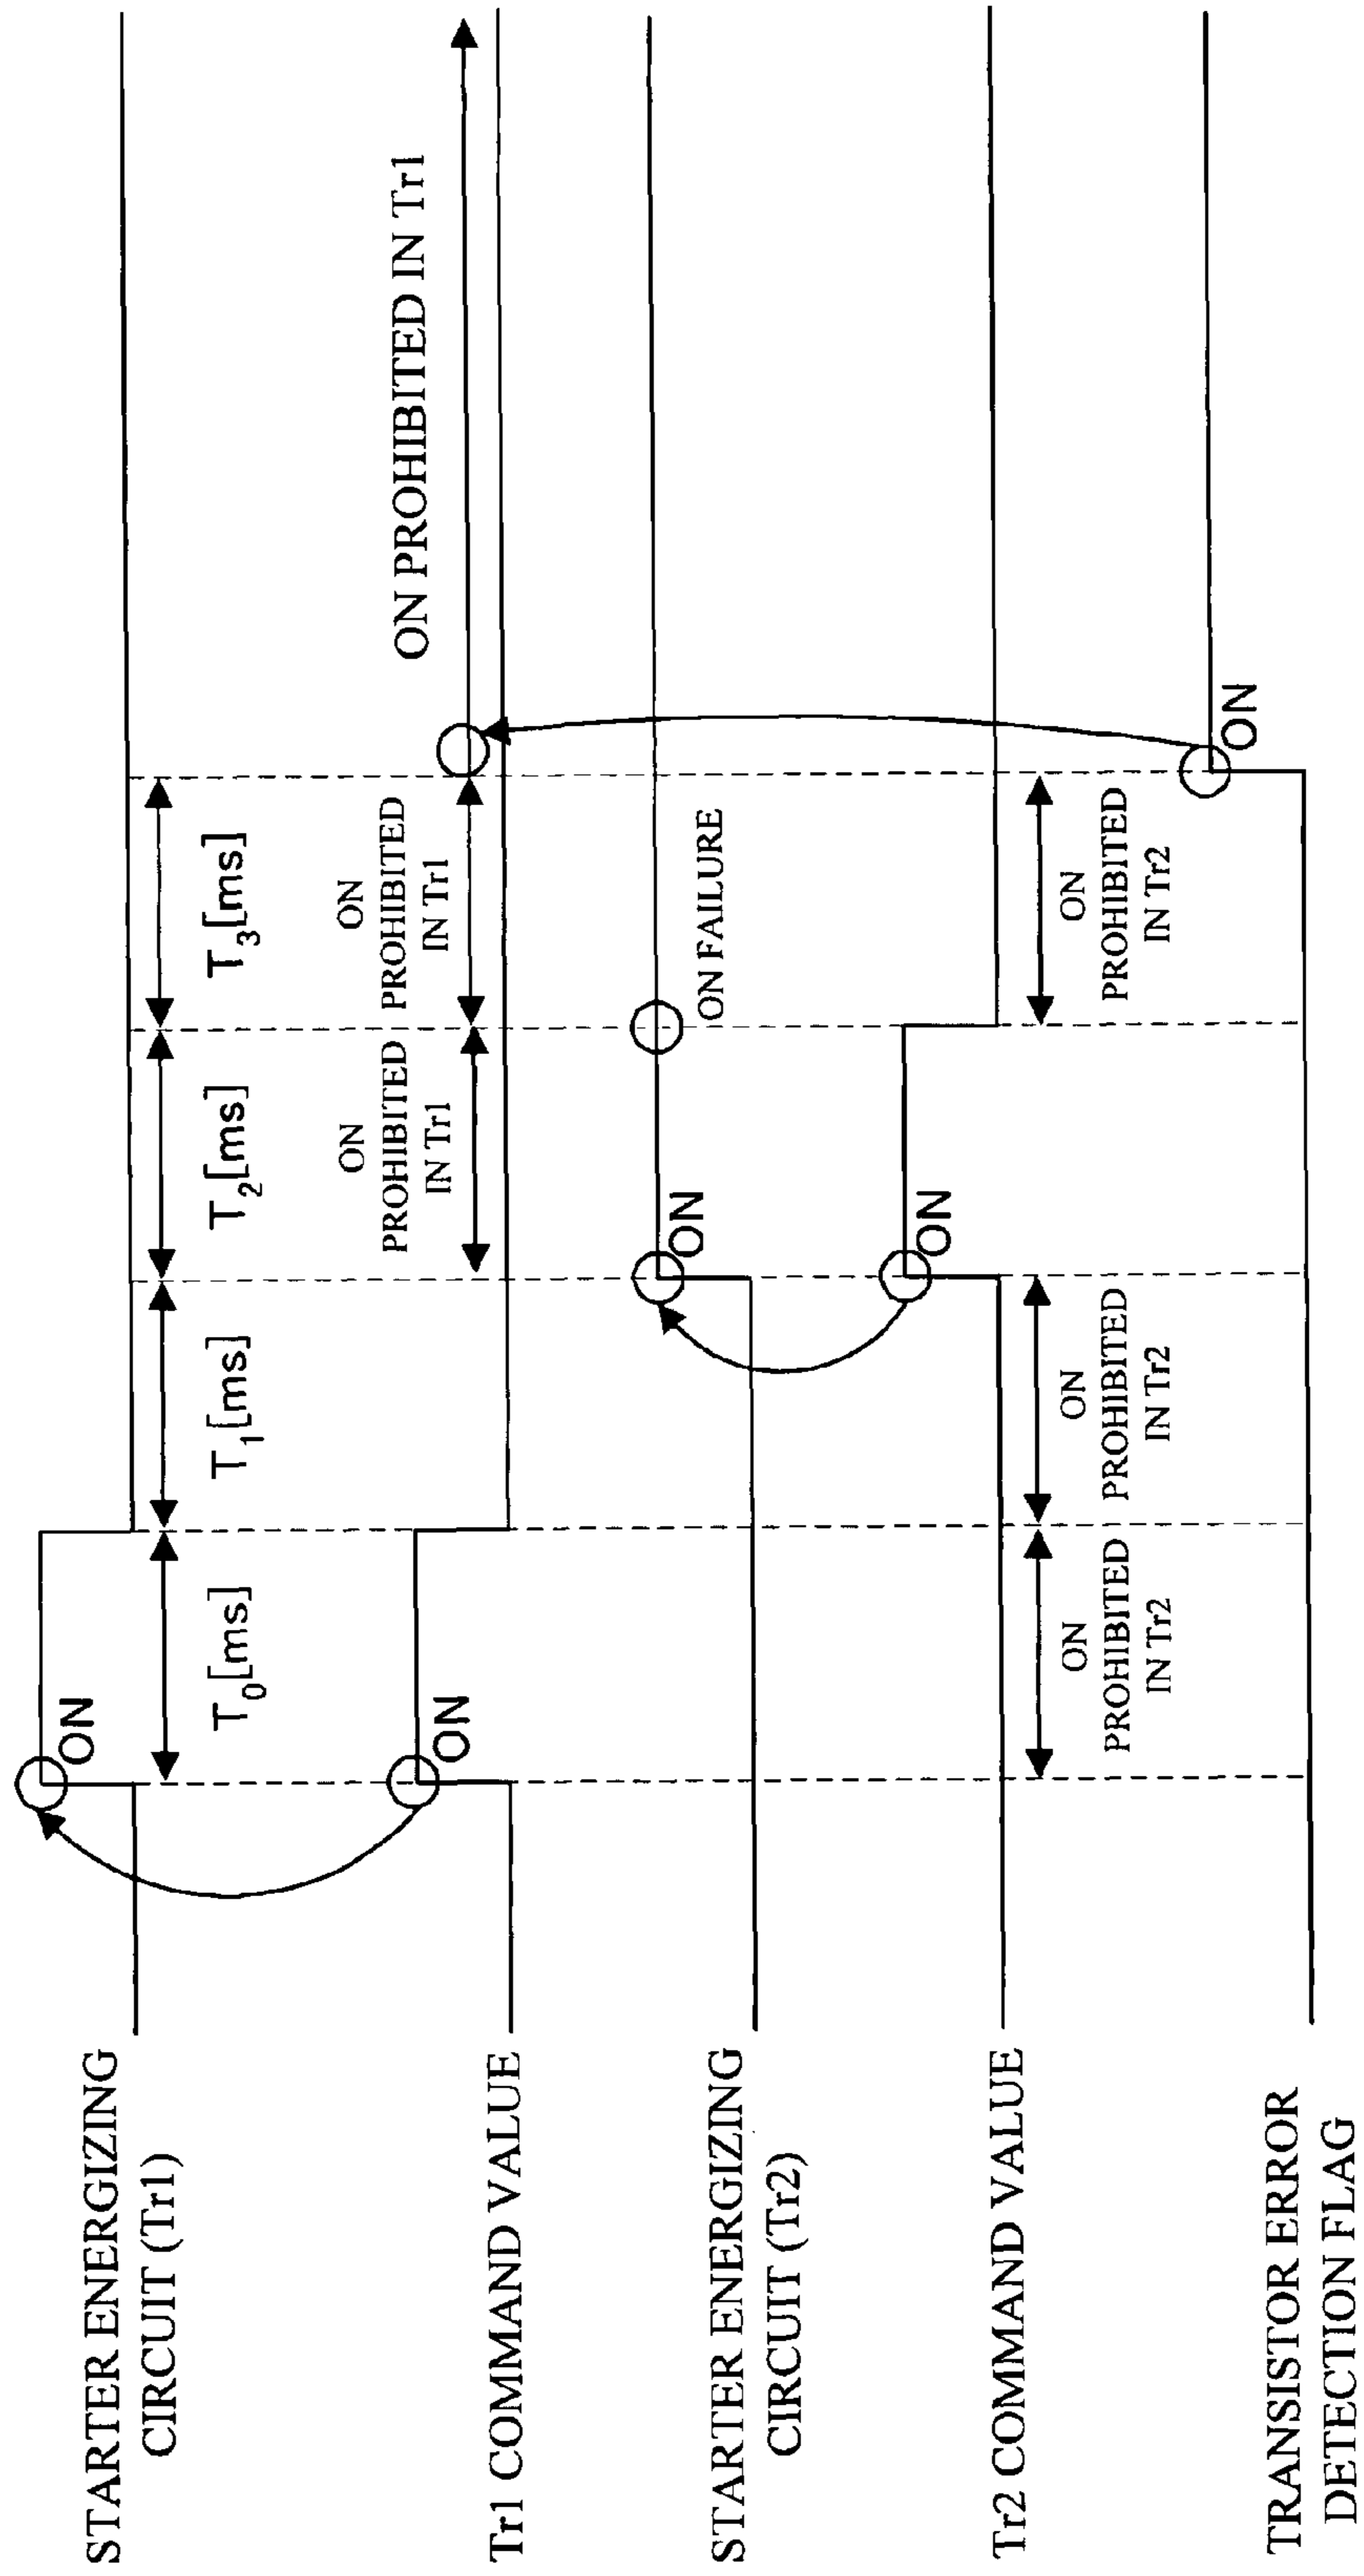 STARTER ENERGIZING
CIRCUIT (Tr1)
ON
T0[ms]
T1[ms]
T2[ms]
T3[ms]
Tr1 COMMAND VALUE
ON
ON
PROHIBITED
IN Tr1
ON
PROHIBITED
IN Tr1
ON PROHIBITED IN Tr1
STARTER ENERGIZING
CIRCUIT (Tr2)
ON
ON FAILURE
Tr2 COMMAND VALUE
ON
ON
PROHIBITED
IN Tr2
ON
PROHIBITED
IN Tr2
ON
PROHIBITED
IN Tr2
TRANSISTOR ERROR
DETECTION FLAG
ON